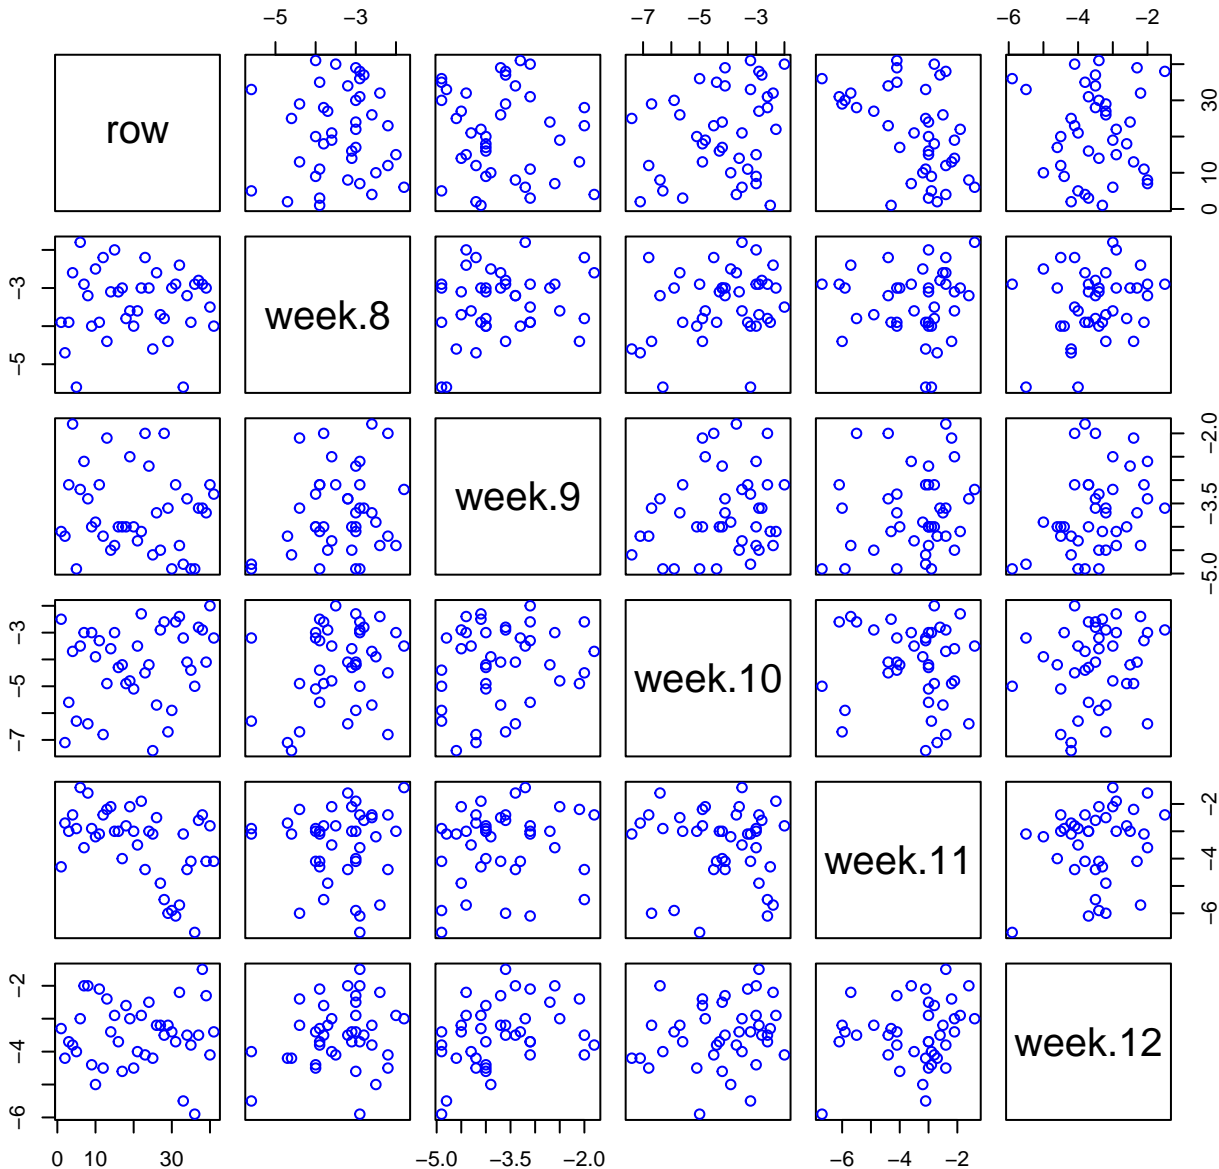 −5 −3 −7 −5 −3 −6 −4 −2
row 0 10 30
−5 −3 week.8
week.9 −5.0 −3.5 −2.0
−7 −5 −3 week.10
week.11 −6 −4 −2
−6 −4 −2 week.12
0 10 30 −5.0 −3.5 −2.0 −6 −4 −2